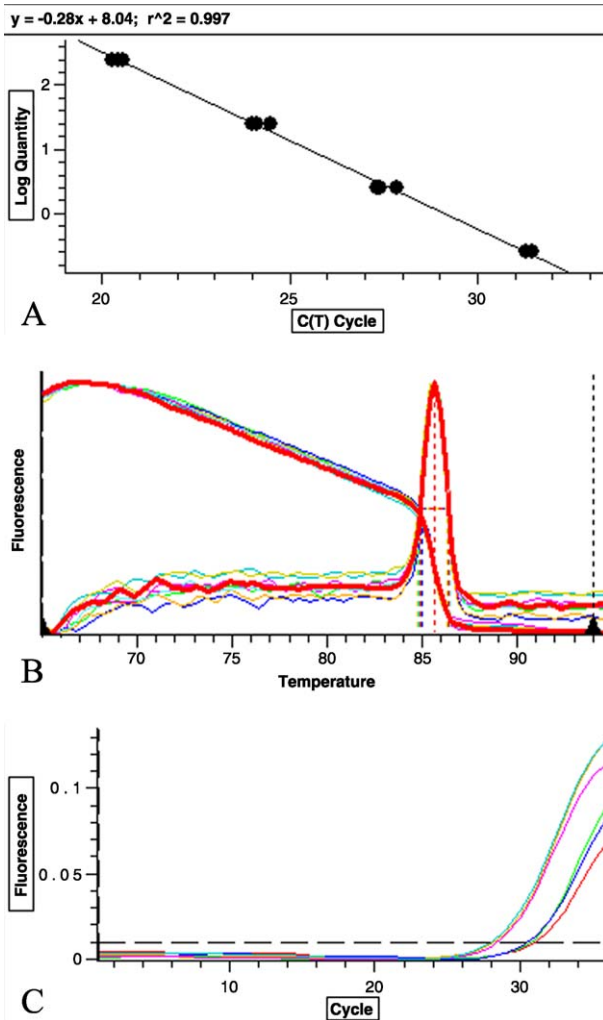 y = -0.28x + 8.04; r^2 = 0.997
2
1
0
Log Quantity
20 25 30
C(T) Cycle
A
Fluorescence
70 75 80 85 90
Temperature
B
0.1
0.05
0
Fluorescence
10 20 30
Cycle
C